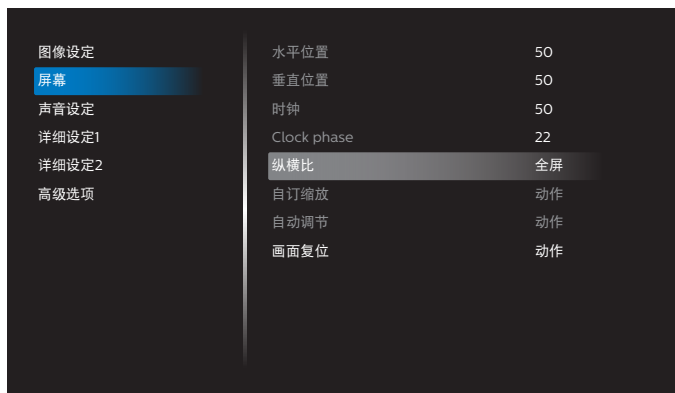 图像设定
屏幕
声音设定
详细设定1
详细设定2
高级选项
水平位置 50
垂直位置 50
时钟 50
Clock phase 22
纵横比 全屏
自订缩放 动作
自动调节 动作
画面复位 动作